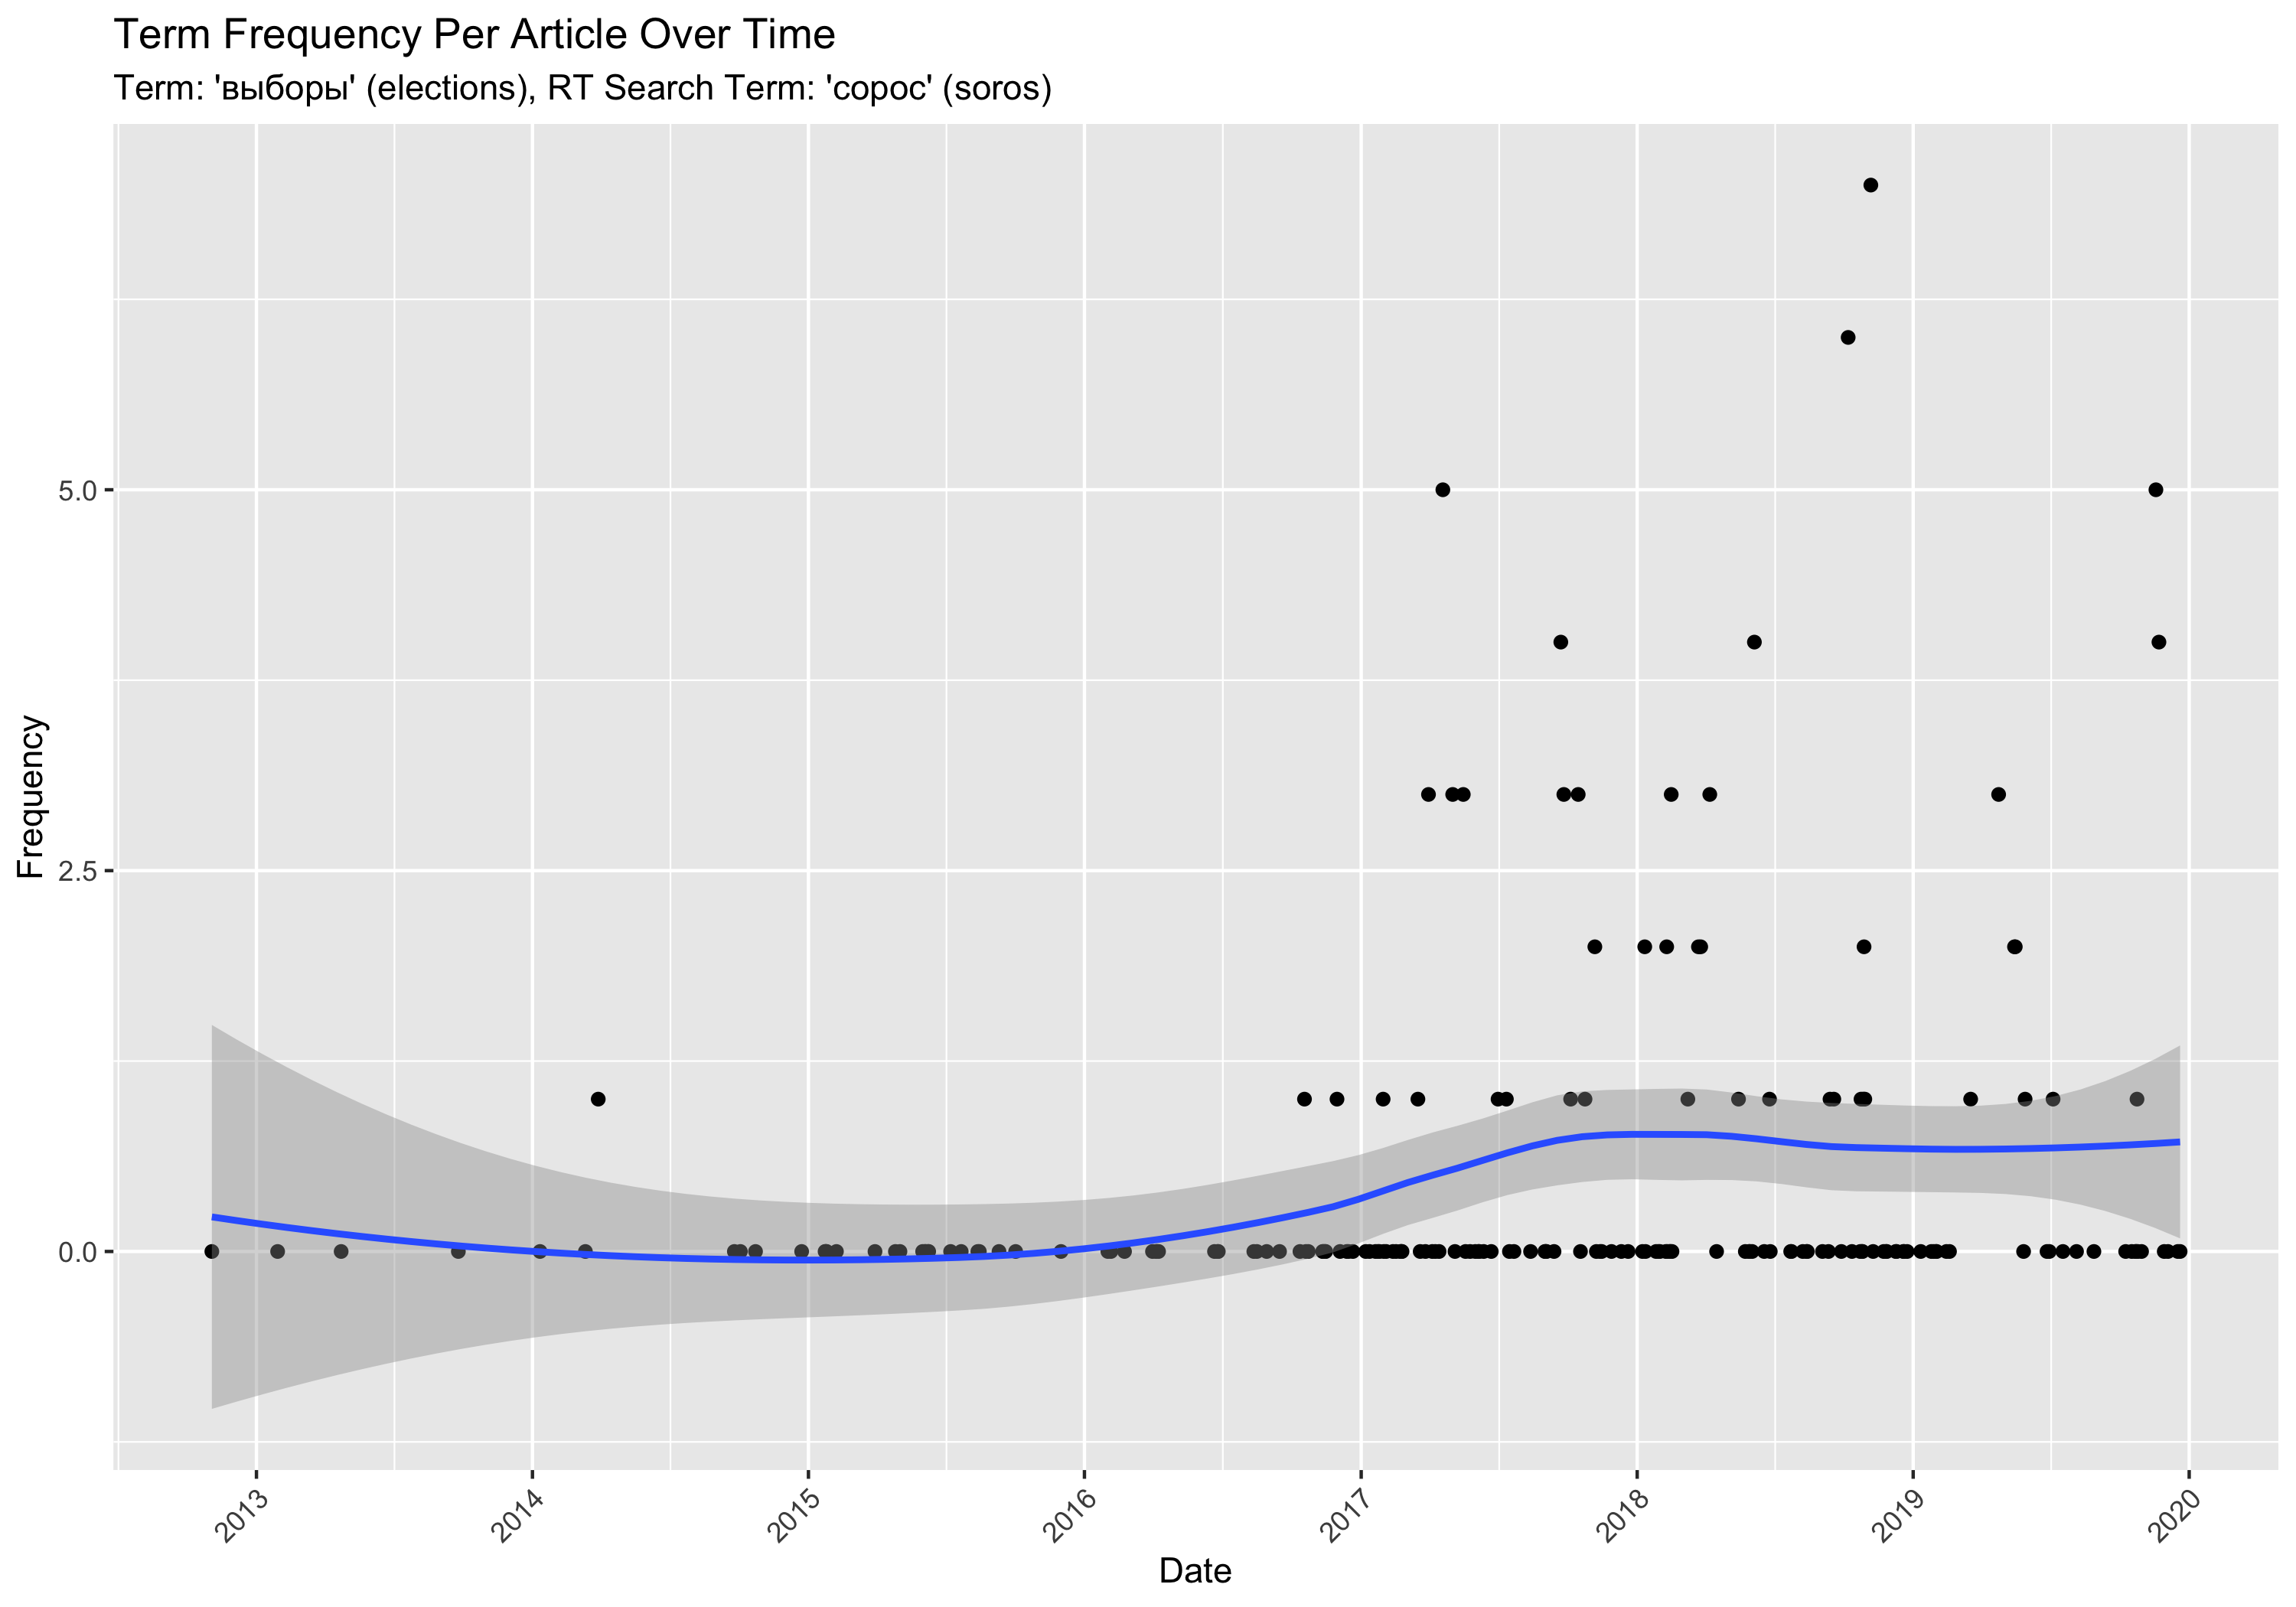 Term Frequency Per Article Over Time
Term: 'выборы' (elections), RT Search Term: 'сорос' (soros)
Frequency
5.0
2.5
0.0
2013
2014
2015
2016
2017
2018
2019
2020
Date